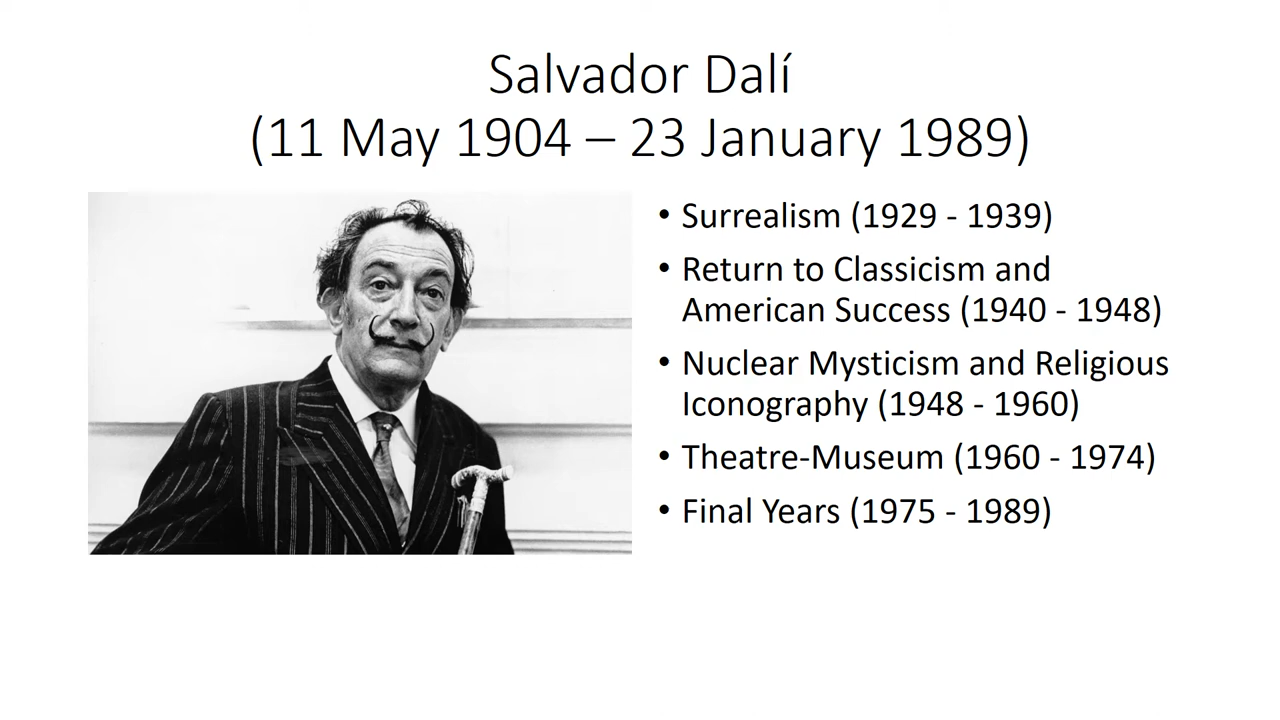 Salvador Dalí
(11 May 1904 – 23 January 1989)
• Surrealism (1929 - 1939)
• Return to Classicism and
American Success (1940 - 1948)
• Nuclear Mysticism and Religious
Iconography (1948 - 1960)
• Theatre-Museum (1960 - 1974)
• Final Years (1975 - 1989)